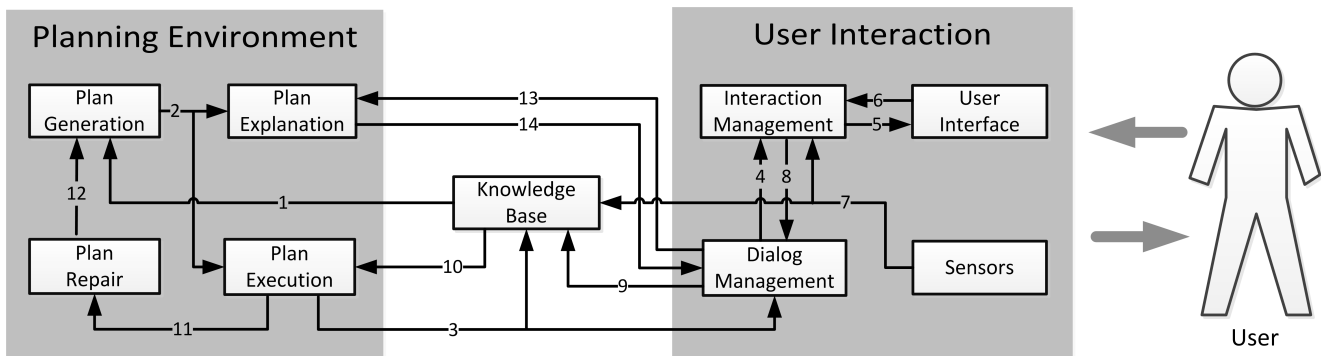 Planning Environment
User Interaction
Plan
Generation
2
Plan
Explanation
13
14
Interaction
Management
6
5
User
Interface
12
1
Knowledge
Base
4
8
7
Plan
Repair
Plan
Execution
10
9
Dialog
Management
Sensors
11
3
User